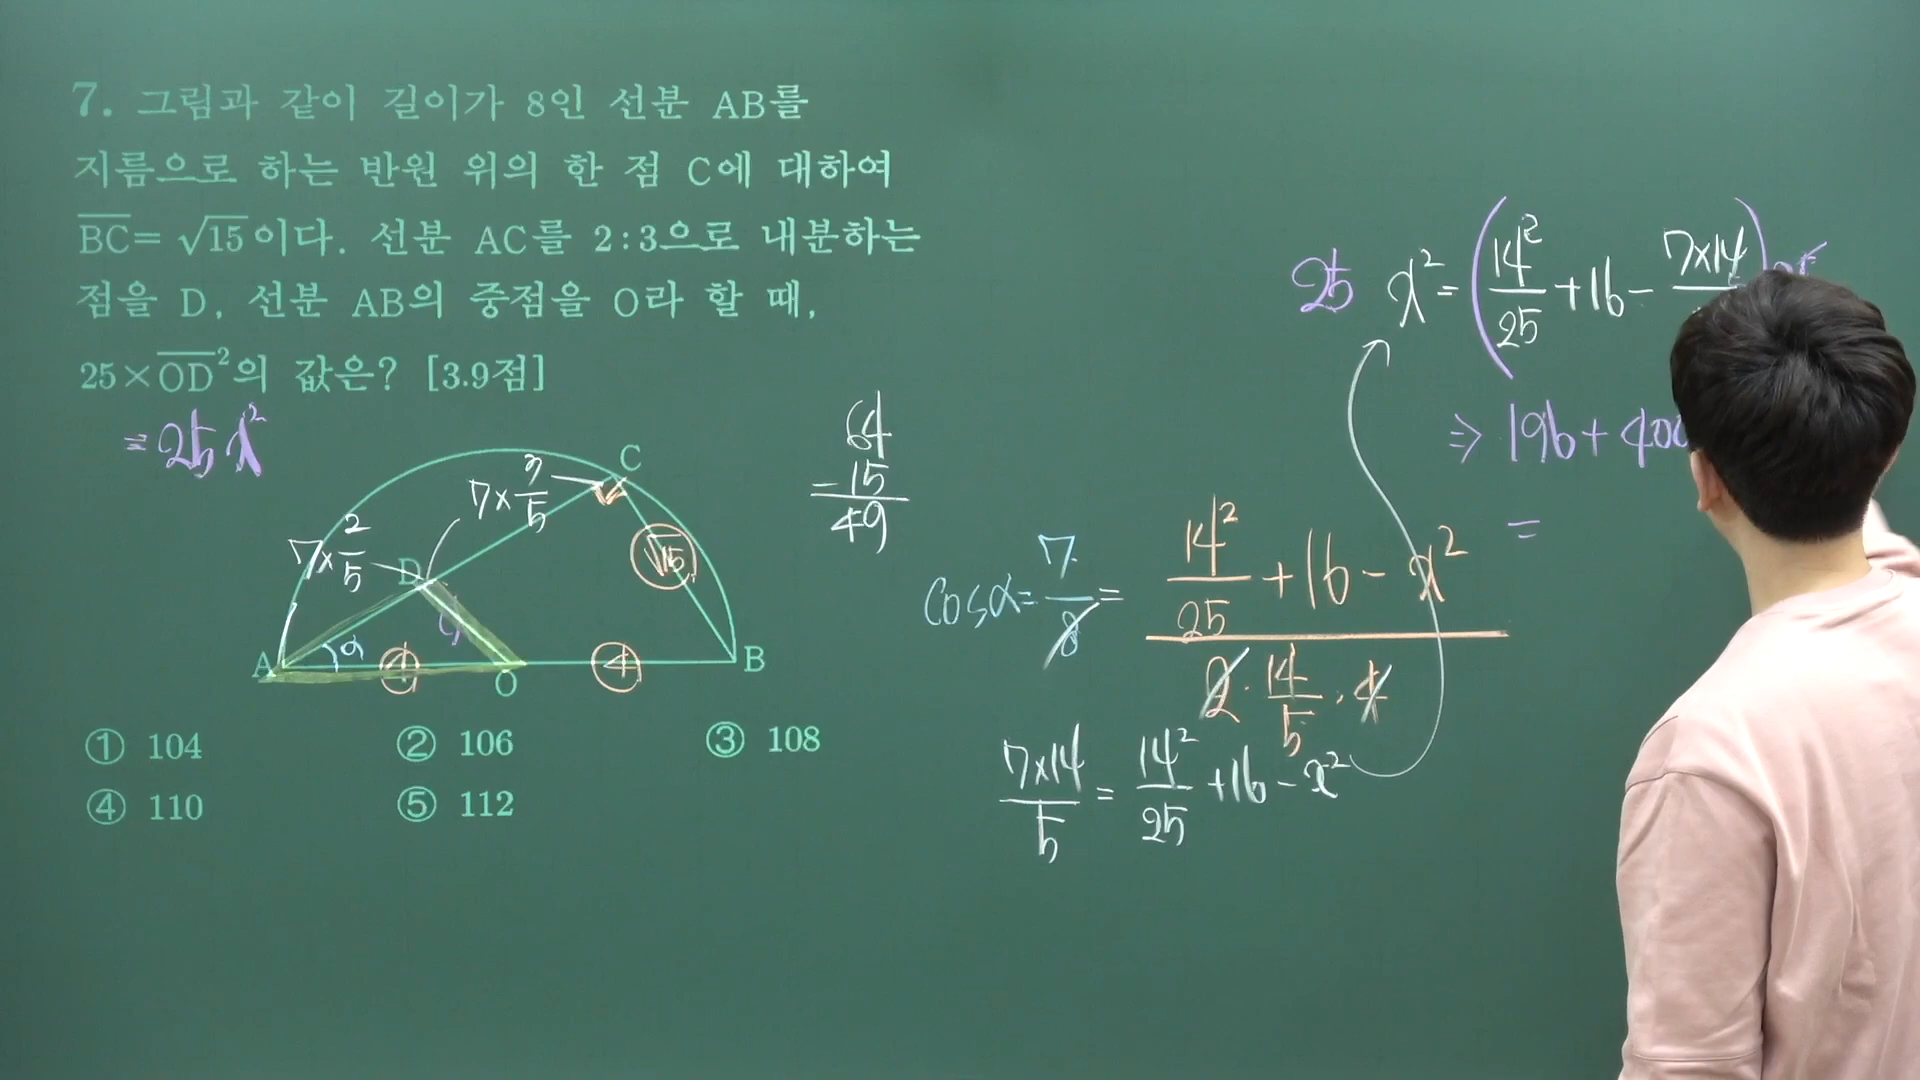 7. 그림과 같이 길이가 8인 선분 AB를
지름으로 하는 반원 위의 한 점 C에 대하여
BC = √15 이다. 선분 AC를 2 : 3으로 내분하는
점을 D, 선분 AB의 중점을 O라 할 때,
25 × OD² 의 값은? [3.9점]
= 25x²
C
7 × 3/5
7 × 2/5
D
√15
A
α
4
O
4
B
① 104
② 106
③ 108
④ 110
⑤ 112
64
- 15
49
cosα = 7/8 = (14²/25 + 16 - x²) / (2 · 14/5 · 4)
7×14/5 = 14²/25 + 16 - x²
25 x² = (14²/25 + 16 - 7×14
⇒ 196 + 400
=